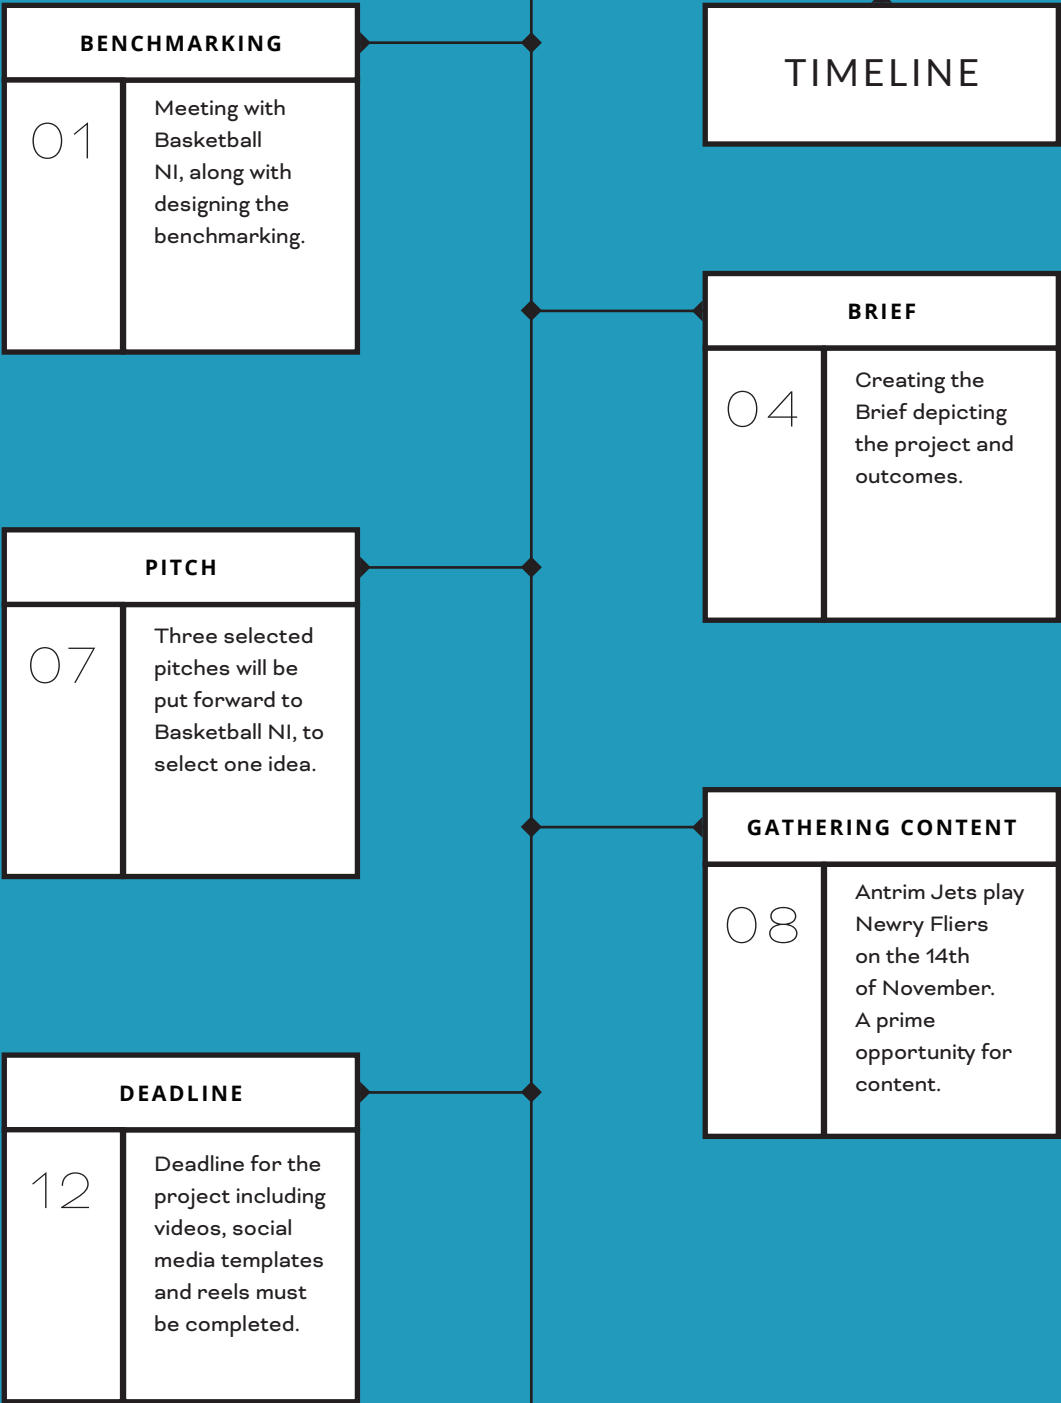 TIMELINE
BENCHMARKING
01
Meeting with
Basketball
NI, along with
designing the
benchmarking.
BRIEF
04
Creating the
Brief depicting
the project and
outcomes.
PITCH
07
Three selected
pitches will be
put forward to
Basketball NI, to
select one idea.
GATHERING CONTENT
08
Antrim Jets play
Newry Fliers
on the 14th
of November.
A prime
opportunity for
content.
DEADLINE
12
Deadline for the
project including
videos, social
media templates
and reels must
be completed.